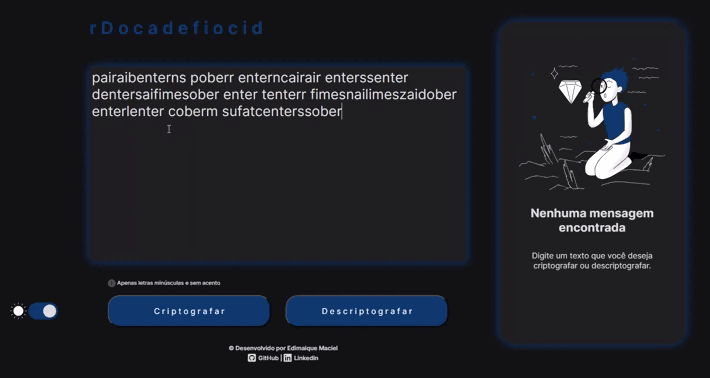 rDocadefiocid
pairaibenterns poberr enterncairair enterssenter
dentersaifimesober enter tenterr fimesnailimeszaidober
enterlenter coberm sufatcenterssober
Apenas letras minúsculas e sem acento
Criptografar
Descriptografar
© Desenvolvido por Edimaique Maciel
GitHub | LinkedIn
Nenhuma mensagem
encontrada
Digite um texto que você deseja
criptografar ou descriptografar.